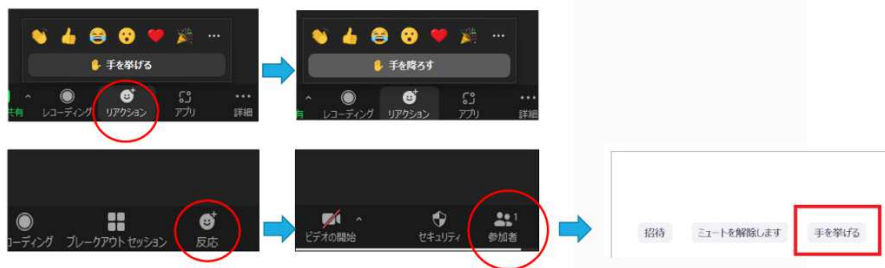 手を挙げる
共有 レコーディング リアクション アプリ 詳細
手を降ろす
レコーディング リアクション アプリ 詳細
コーディング ブレークアウト セッション 反応
ビデオの開始 セキュリティ 参加者 1
招待 ミュートを解除します 手を挙げる